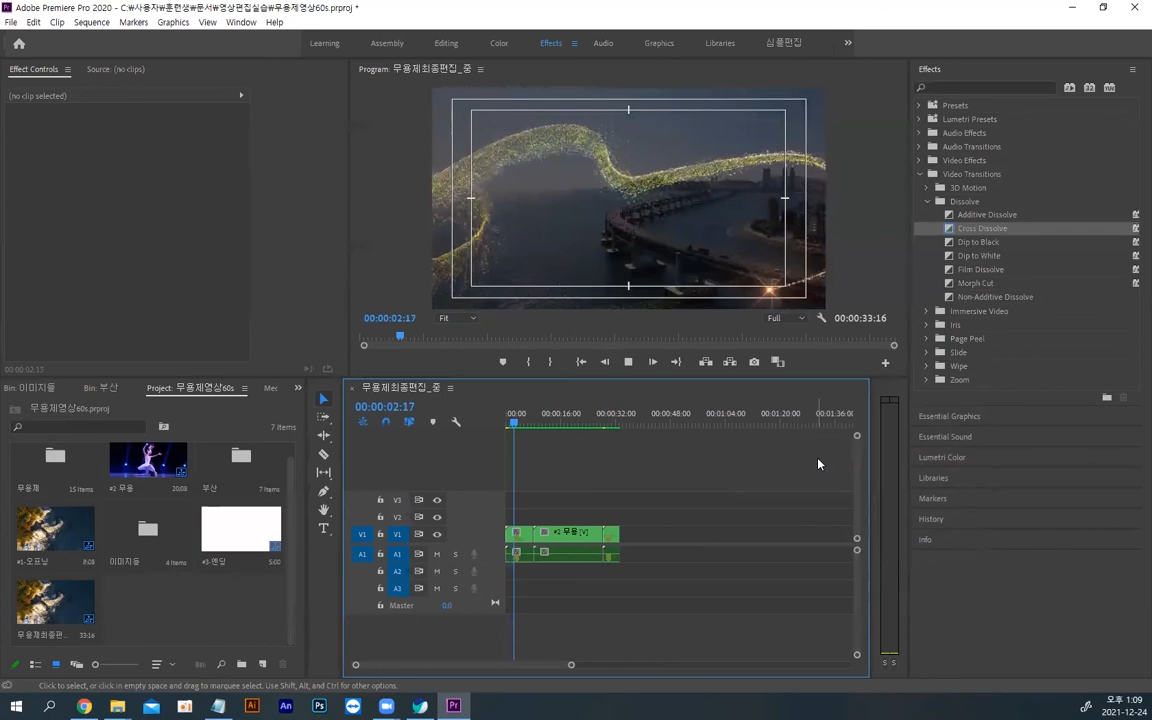 Adobe Premiere Pro 2020 - C:₩사용자₩훈련생₩문서₩영상편집실습₩무용제영상60s.prproj *
File Edit Clip Sequence Markers Graphics View Window Help
Learning Assembly Editing Color Effects Audio Graphics Libraries 심플편집
Effect Controls Source: (no clips)
(no clip selected)
00:00:02:17
Program: 무용제최종편집_중
00:00:02:17 Fit Full 00:00:33:16
Effects
Presets
Lumetri Presets
Audio Effects
Audio Transitions
Video Effects
Video Transitions
3D Motion
Dissolve
Additive Dissolve
Cross Dissolve
Dip to Black
Dip to White
Film Dissolve
Morph Cut
Non-Additive Dissolve
Immersive Video
Iris
Page Peel
Slide
Wipe
Zoom
Essential Graphics
Essential Sound
Lumetri Color
Libraries
Markers
History
Info
Bin: 이미지들 Bin: 부산 Project: 무용제영상60s Mec
무용제영상60s.prproj
7 Items
무용제 15 Items #2 무용 20;08 부산 7 Items
#1-오프닝 8;08 이미지들 4 Items #3-엔딩 5;00
무용제최종편... 33;16
무용제최종편집_중
00:00:02:17
:00:00 00:00:16:00 00:00:32:00 00:00:48:00 00:01:04:00 00:01:20:00 00:01:36:00
V3
V2
V1 V1 #2 무용 [V]
A1 A1 M S
A2 M S
A3 M S
Master 0.0
S S
Click to select, or click in empty space and drag to marquee select. Use Shift, Alt, and Ctrl for other options.
오후 1:09
2021-12-24